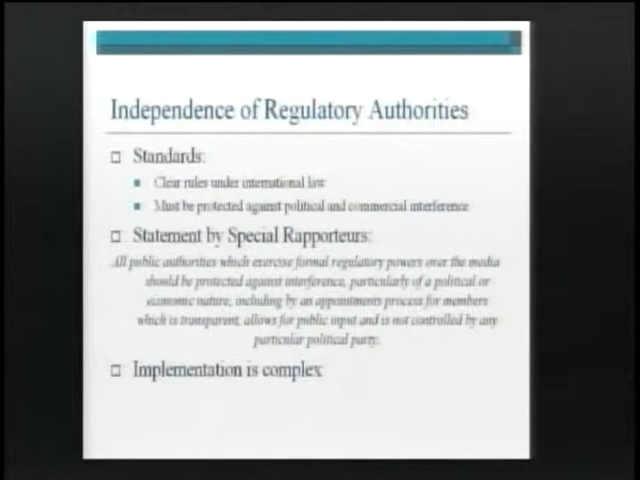 Independence of Regulatory Authorities
Standards:
Clear rules under international law
Must be protected against political and commercial interference
Statement by Special Rapporteurs:
All public authorities which exercise formal regulatory powers over the media
should be protected against interference, particularly of a political or
economic nature, including by an appointments process for members
which is transparent, allows for public input and is not controlled by any
particular political party.
Implementation is complex